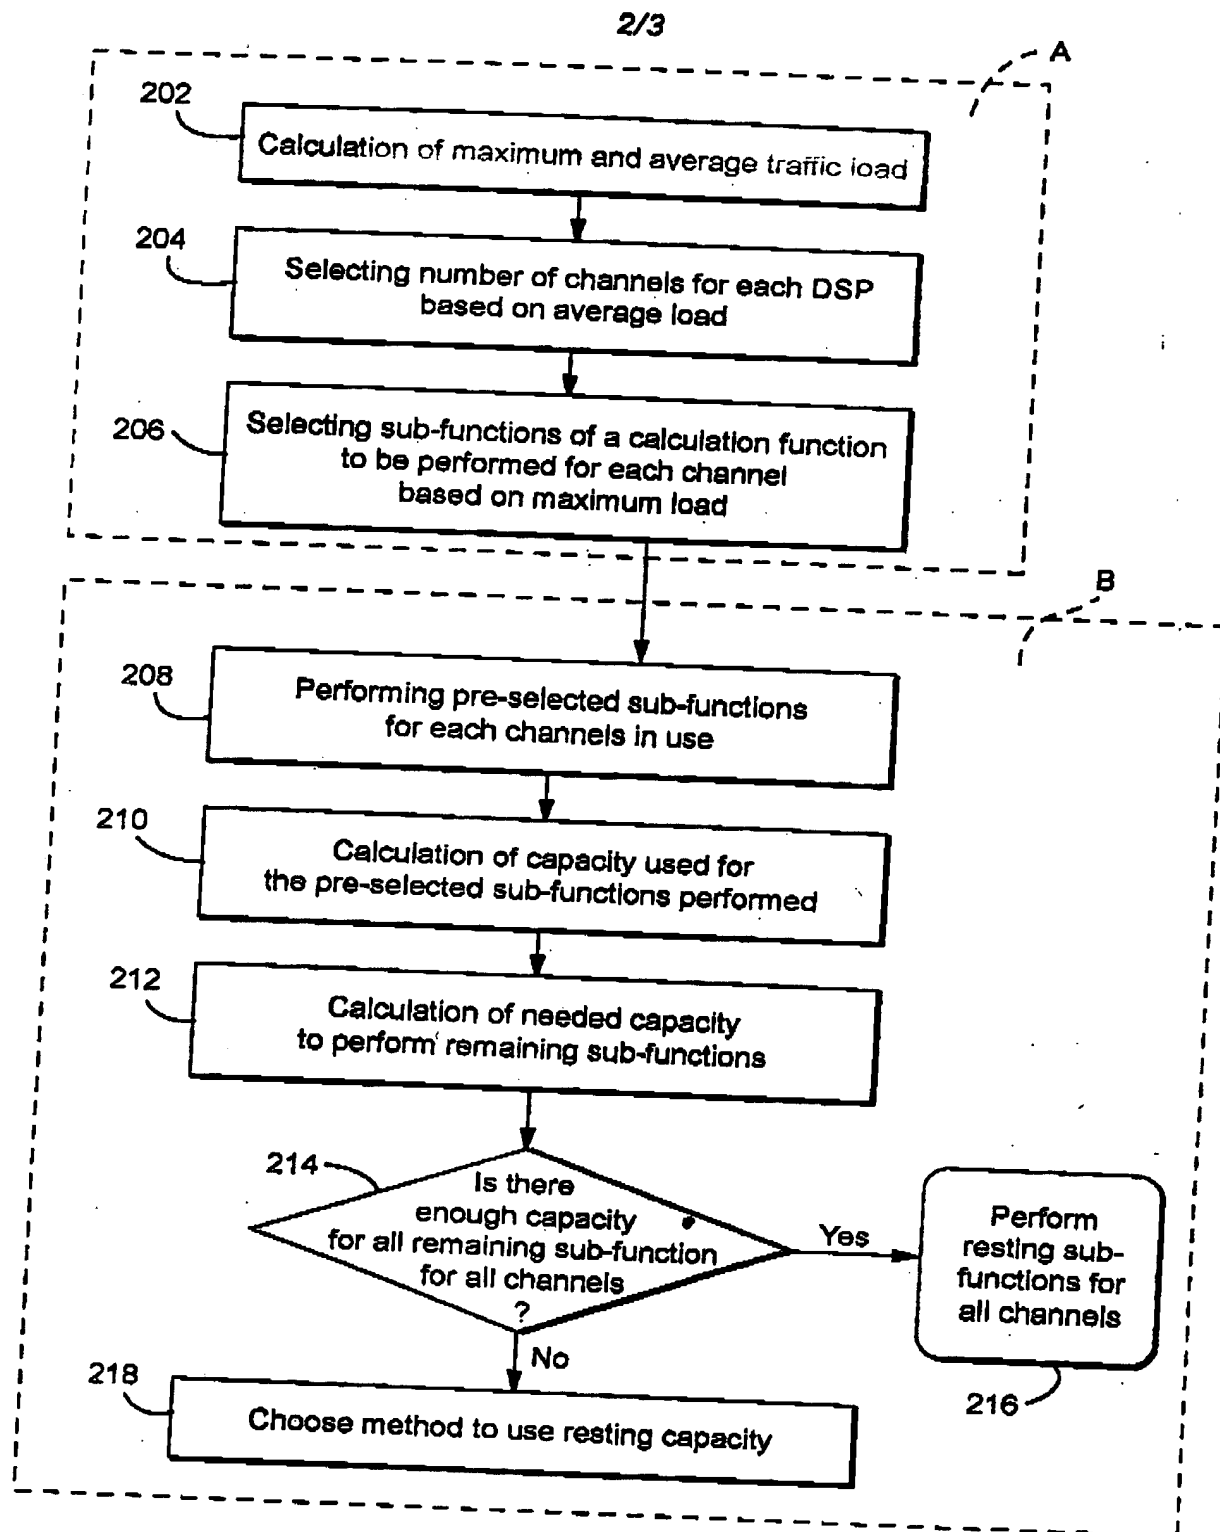 2/3
A
202
Calculation of maximum and average traffic load
204
Selecting number of channels for each DSP
based on average load
206
Selecting sub-functions of a calculation function
to be performed for each channel
based on maximum load
B
208
Performing pre-selected sub-functions
for each channels in use
210
Calculation of capacity used for
the pre-selected sub-functions performed
212
Calculation of needed capacity
to perform remaining sub-functions
214
Is there
enough capacity
for all remaining sub-function
for all channels
?
Yes
Perform
resting sub-
functions for
all channels
216
No
218
Choose method to use resting capacity